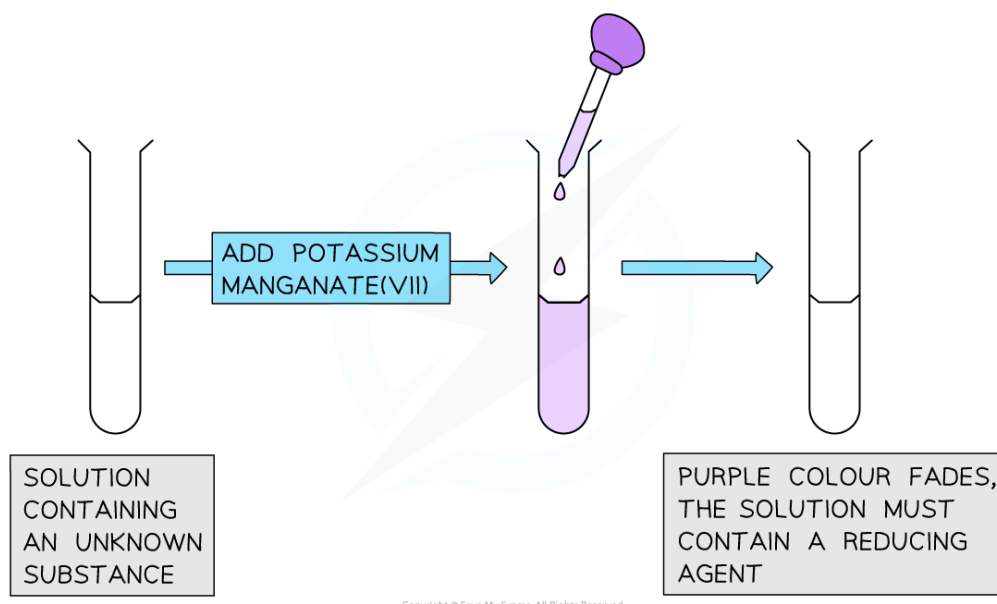 ADD POTASSIUM
MANGANATE(VII)
SOLUTION
CONTAINING
AN UNKNOWN
SUBSTANCE
PURPLE COLOUR FADES,
THE SOLUTION MUST
CONTAIN A REDUCING
AGENT